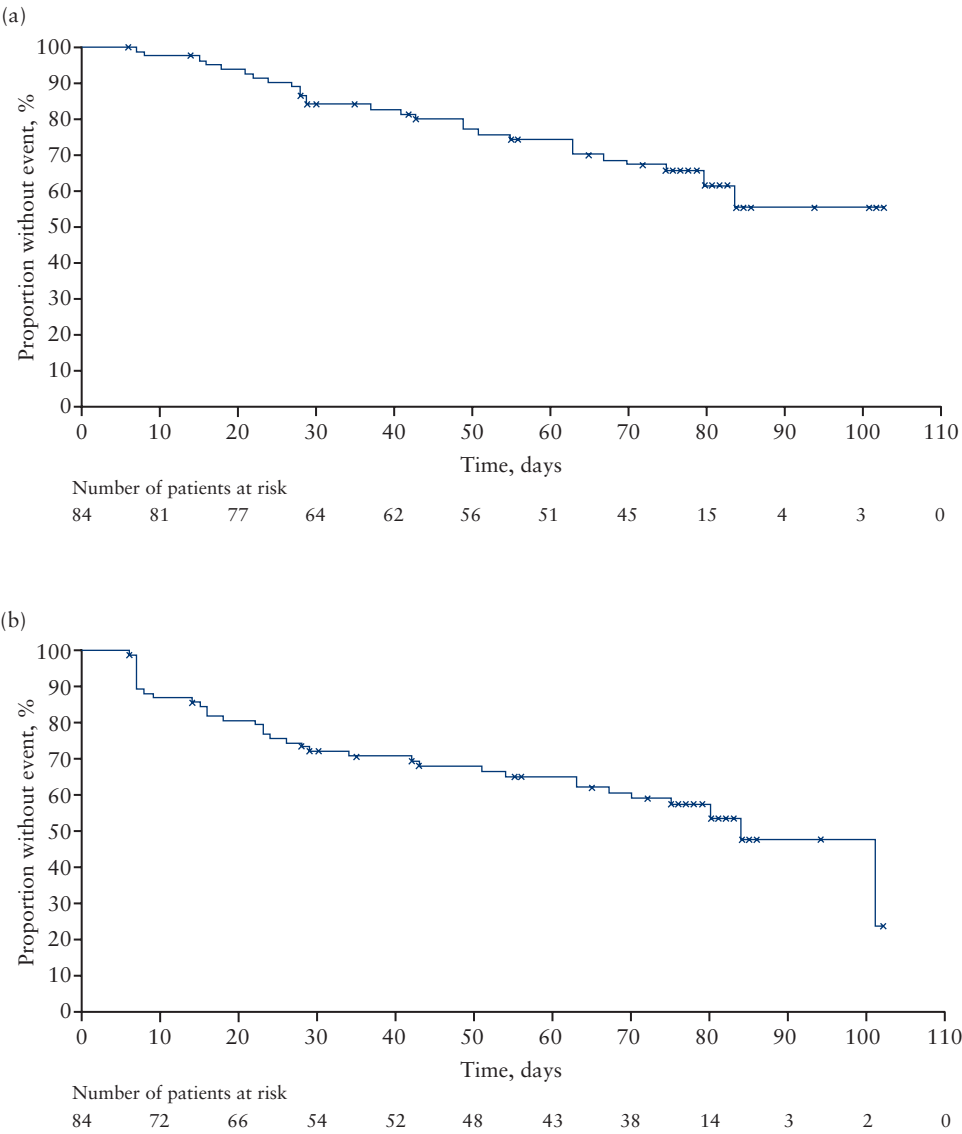 (a)
Proportion without event, %
100
90
80
70
60
50
40
30
20
10
0
0 10 20 30 40 50 60 70 80 90 100 110
Time, days
Number of patients at risk
84 81 77 64 62 56 51 45 15 4 3 0
(b)
Proportion without event, %
100
90
80
70
60
50
40
30
20
10
0
0 10 20 30 40 50 60 70 80 90 100 110
Time, days
Number of patients at risk
84 72 66 54 52 48 43 38 14 3 2 0